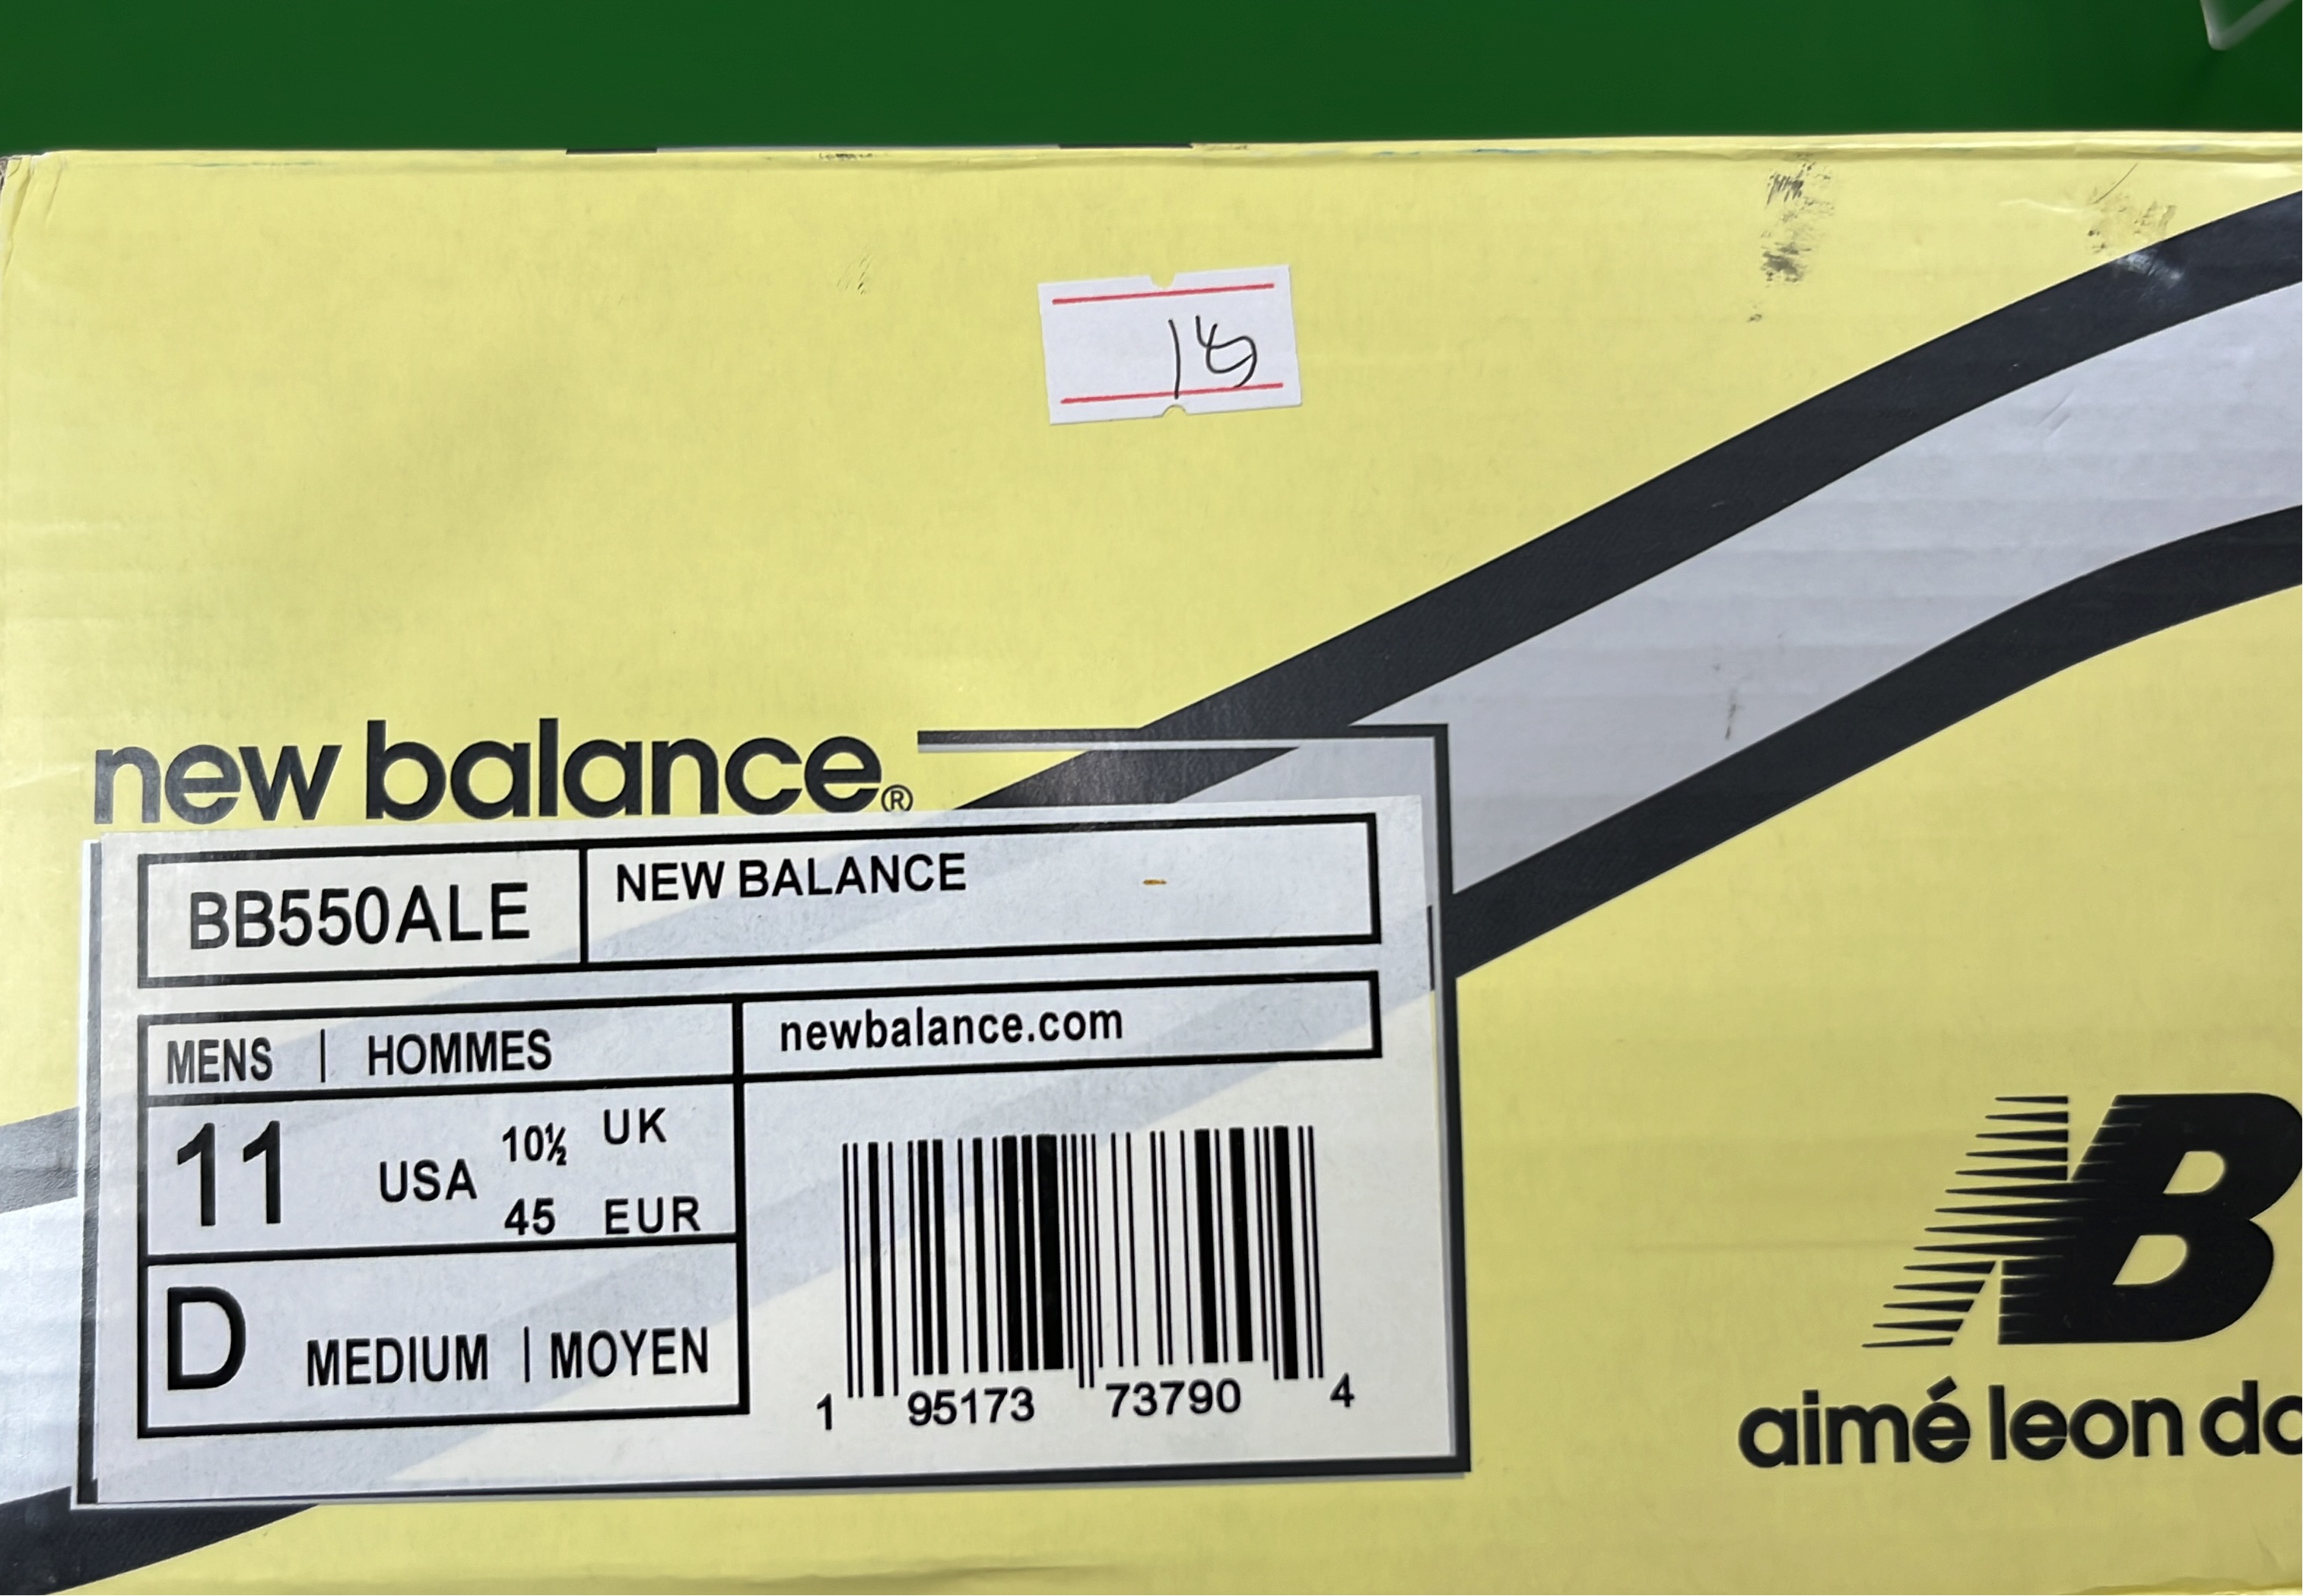 new balance®
BB550ALE
NEW BALANCE
MENS | HOMMES
newbalance.com
11 USA 10½ UK
45 EUR
D MEDIUM | MOYEN
1 95173 73790 4
NB
aimé leon do